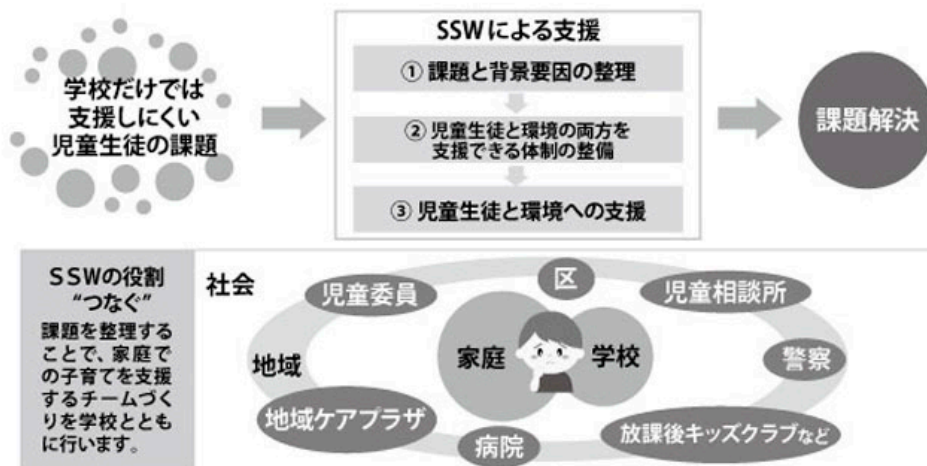 学校だけでは
支援しにくい
児童生徒の課題
SSWによる支援
① 課題と背景要因の整理
② 児童生徒と環境の両方を
支援できる体制の整備
③ 児童生徒と環境への支援
課題解決
SSWの役割
“つなぐ”
課題を整理する
ことで、家庭で
の子育てを支援
するチームづく
りを学校ととも
に行います。
社会
地域
児童委員
区
児童相談所
家庭
学校
警察
地域ケアプラザ
病院
放課後キッズクラブなど